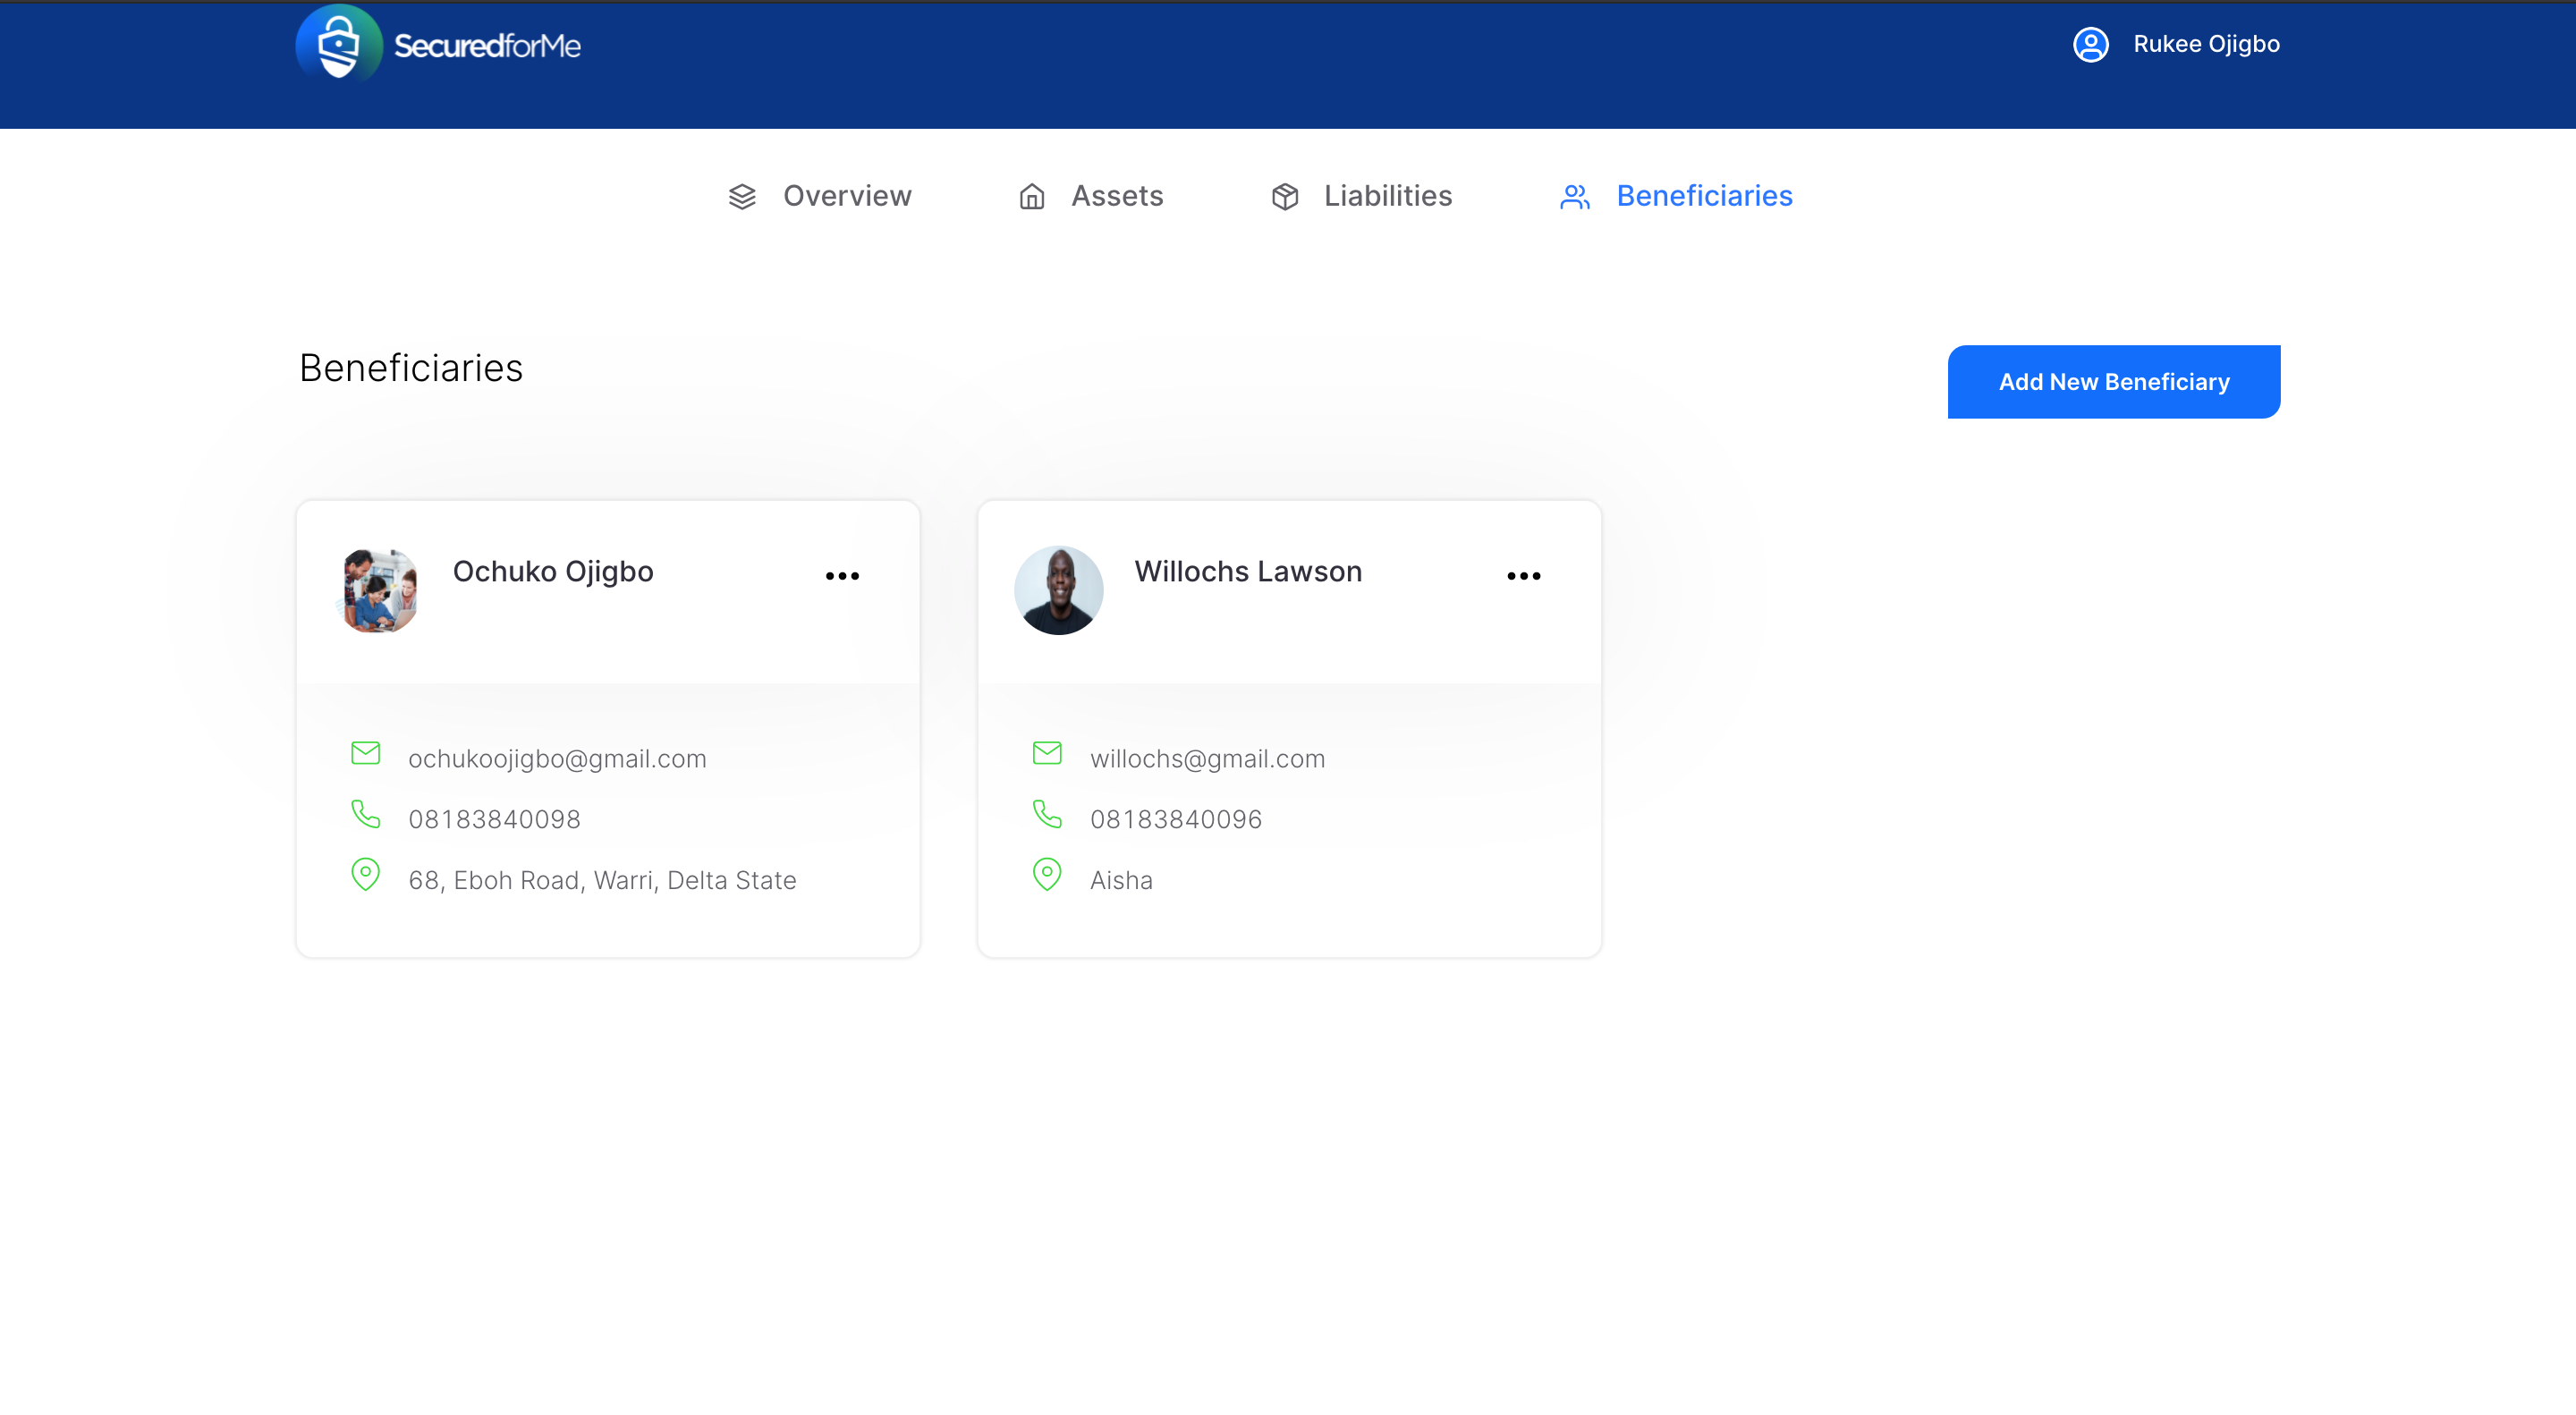 SecuredforMe
Rukee Ojigbo
Overview
Assets
Liabilities
Beneficiaries
Beneficiaries
Add New Beneficiary
Ochuko Ojigbo
ochukoojigbo@gmail.com
08183840098
68, Eboh Road, Warri, Delta State
Willochs Lawson
willochs@gmail.com
08183840096
Aisha